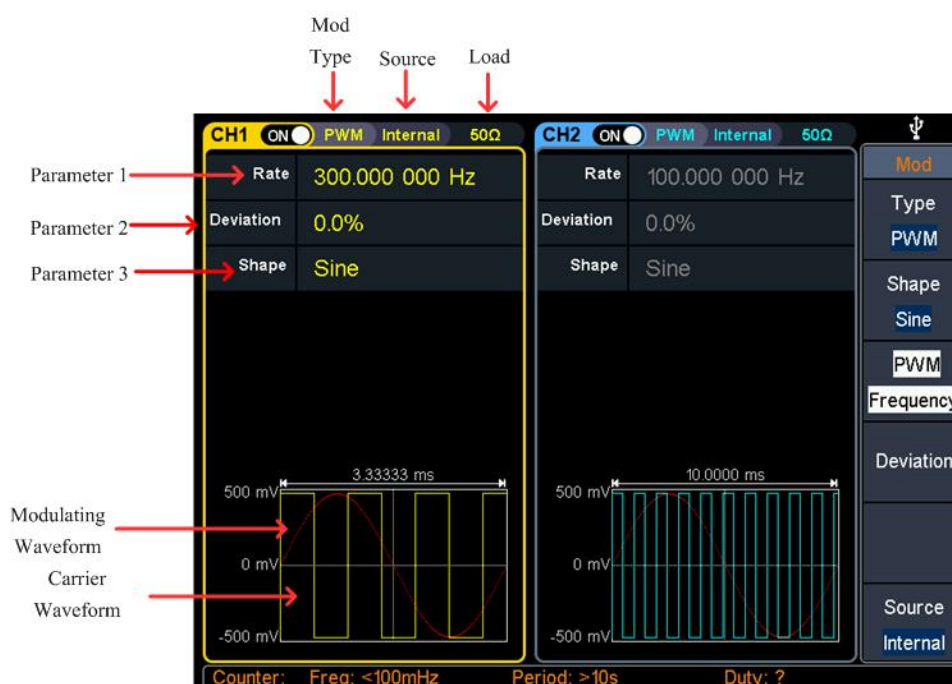 Mod
Type
Source
Load
CH1 ON PWM Internal 50Ω
CH2 ON PWM Internal 50Ω
Parameter 1
Rate 300.000 000 Hz
Rate 100.000 000 Hz
Parameter 2
Deviation 0.0%
Deviation 0.0%
Parameter 3
Shape Sine
Shape Sine
Mod
Type
PWM
Shape
Sine
PWM
Frequency
Deviation
Source
Internal
3.33333 ms
500 mV
0 mV
-500 mV
10.0000 ms
500 mV
0 mV
-500 mV
Modulating
Waveform
Carrier
Waveform
Counter: Freq: <100mHz Period: >10s Duty: ?